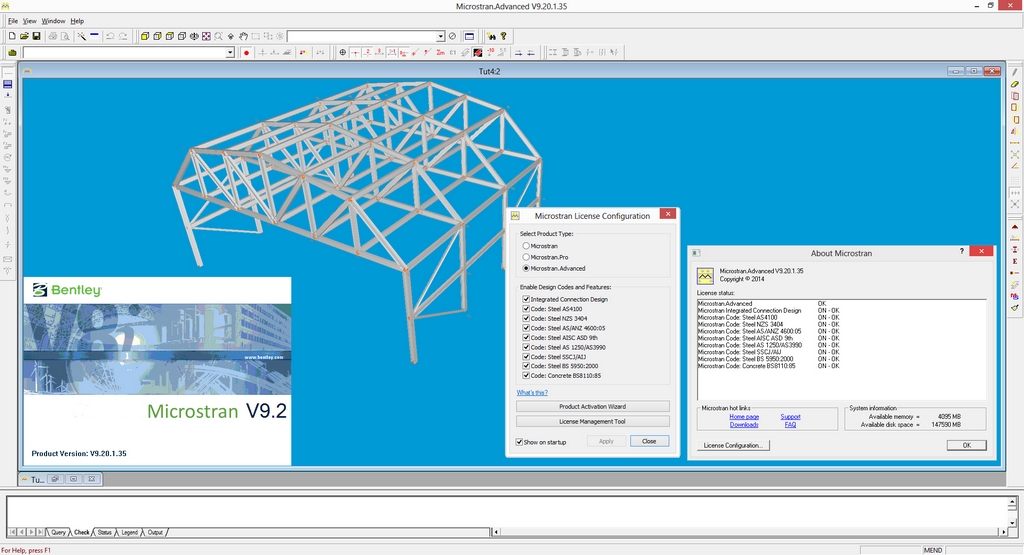 Microstran.Advanced V9.20.1.35
File View Window Help
Tut4:2
Bentley
www.bentley.com
Microstran V9.2
Product Version: V9.20.1.35
Microstran License Configuration
Select Product Type:
Microstran
Microstran.Pro
Microstran.Advanced
Enable Design Codes and Features:
Integrated Connection Design
Code: Steel AS4100
Code: Steel NZS 3404
Code: Steel AS/ANZ 4600:05
Code: Steel AISC ASD 9th
Code: Steel AS 1250/AS3990
Code: Steel SSCJ/AIJ
Code: Steel BS 5950:2000
Code: Concrete BS8110:85
What's this?
Product Activation Wizard
License Management Tool
Show on startup Apply Close
About Microstran
Microstran.Advanced V9.20.1.35
Copyright © 2014
License status:
Microstran.Advanced OK
Microstran Integrated Connection Design ON - OK
Microstran Code: Steel AS4100 ON - OK
Microstran Code: Steel NZS 3404 ON - OK
Microstran Code: Steel AS/ANZ 4600:05 ON - OK
Microstran Code: Steel AISC ASD 9th ON - OK
Microstran Code: Steel AS 1250/AS3990 ON - OK
Microstran Code: Steel SSCJ/AIJ ON - OK
Microstran Code: Steel BS 5950:2000 ON - OK
Microstran Code: Concrete BS8110:85 ON - OK
Microstran hot links
Home page Support
Downloads FAQ
System information
Available memory = 4095 MB
Available disk space = 147590 MB
License Configuration... OK
Tu...
Query Check Status Legend Output
For Help, press F1
MEND